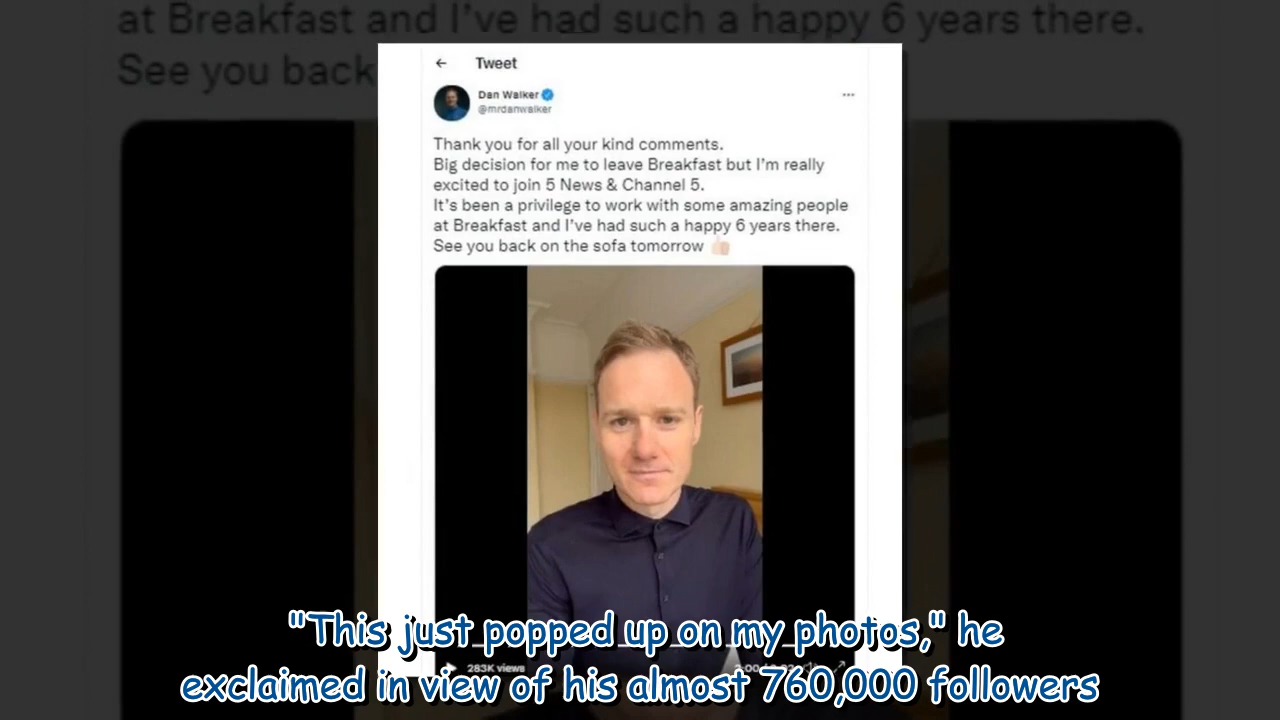 at Breakfast and I've had such a happy 6 years there.
See you back
Tweet
Dan Walker
@mrdanwalker
Thank you for all your kind comments.
Big decision for me to leave Breakfast but I'm really
excited to join 5 News & Channel 5.
It's been a privilege to work with some amazing people
at Breakfast and I've had such a happy 6 years there.
See you back on the sofa tomorrow 👍🏻
"This just popped up on my photos," he
283K views
exclaimed in view of his almost 760,000 followers